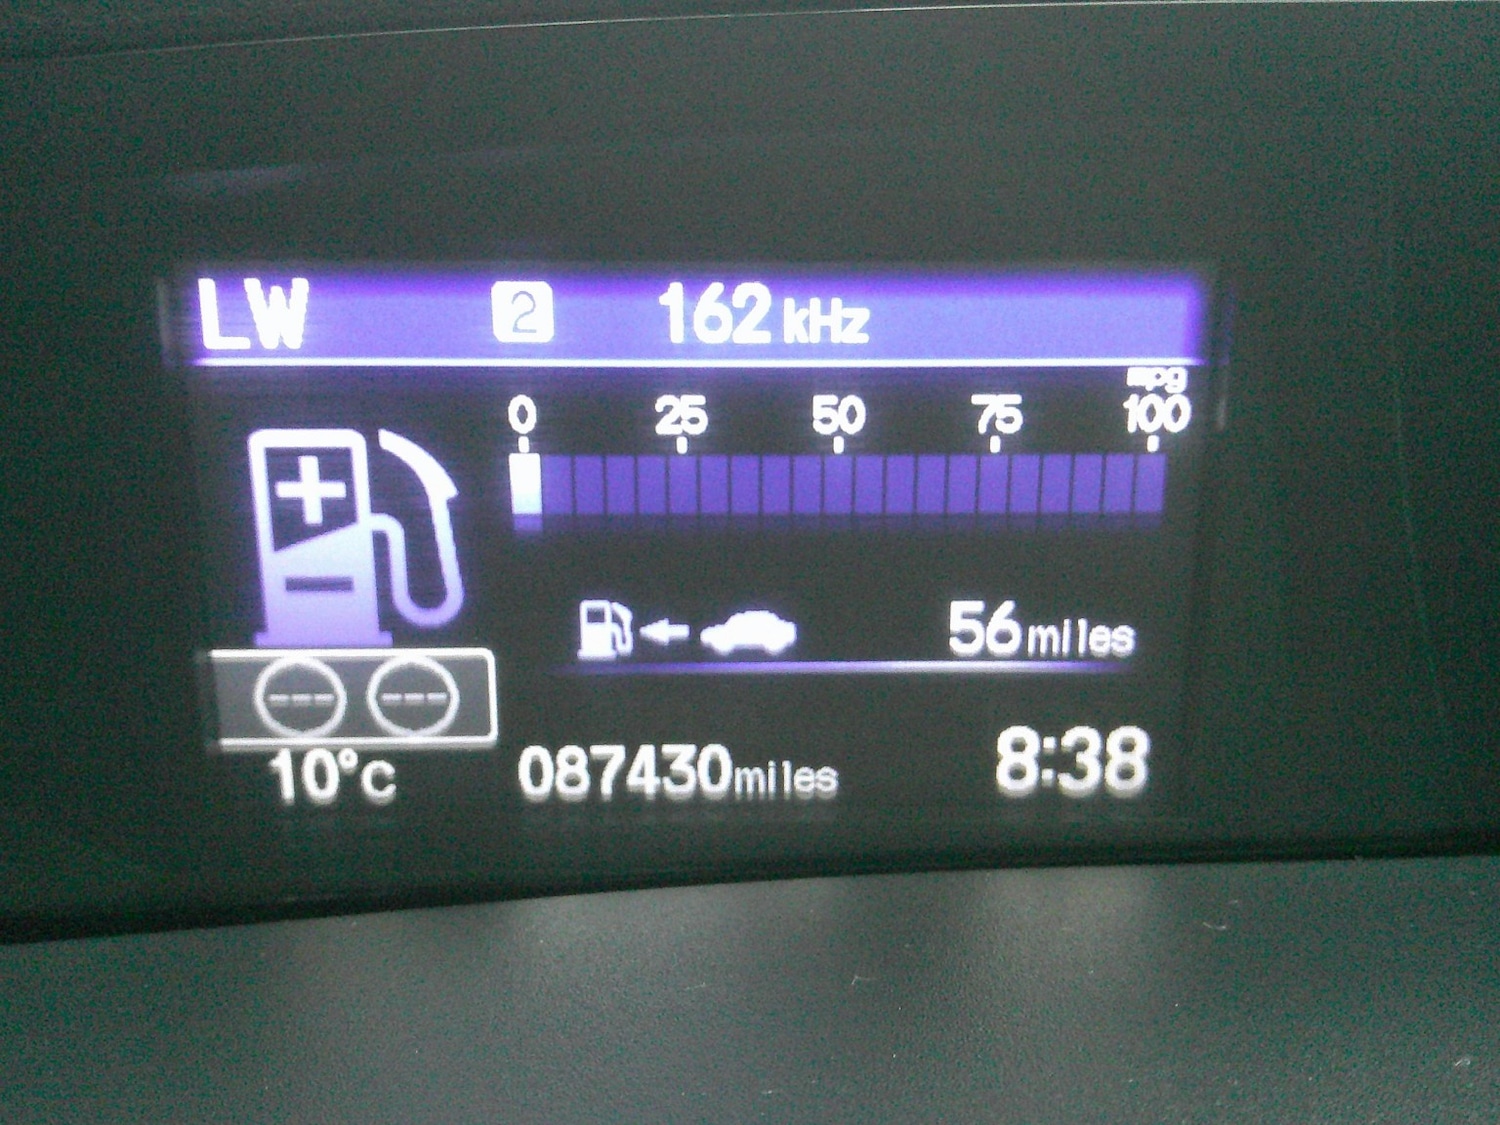 LW 2 162 kHz
mpg
0 25 50 75 100
56 miles
--- ---
10°c 087430 miles 8:38